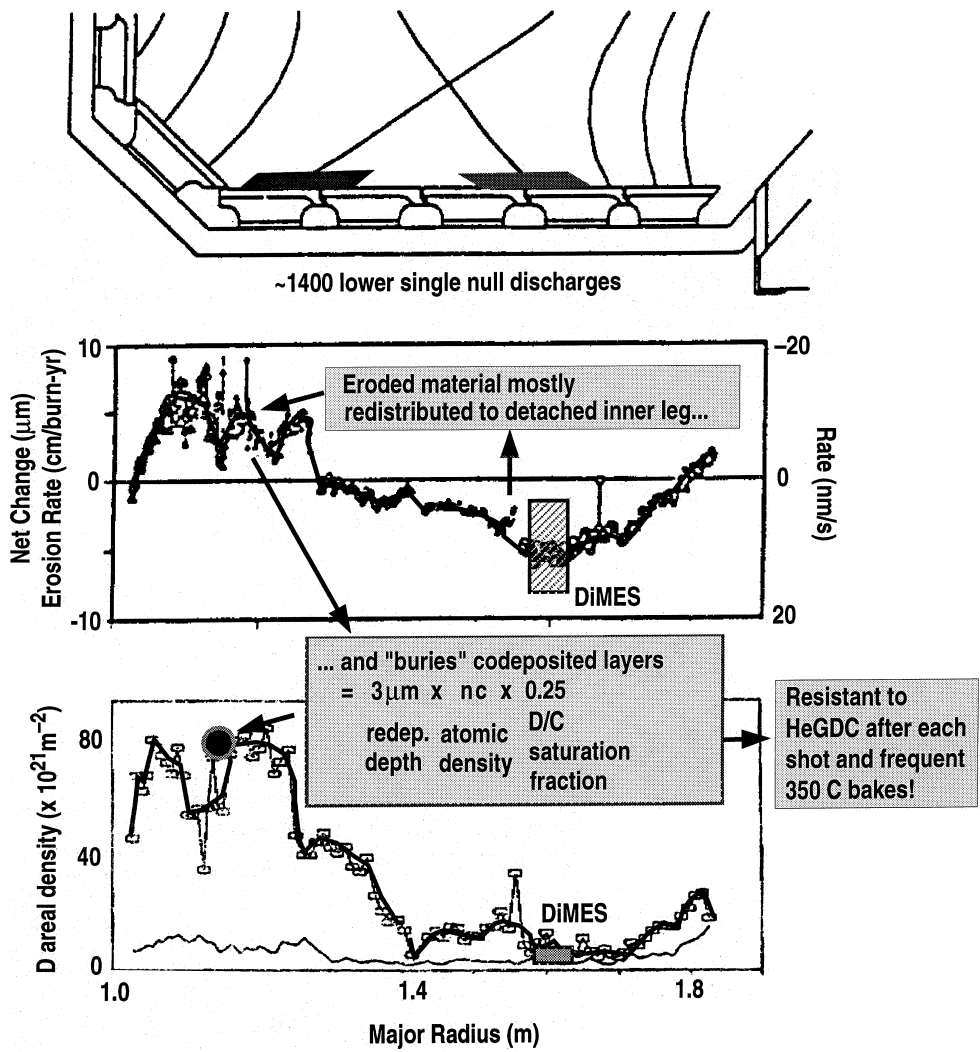 ~1400 lower single null discharges
10
-20
Net Change (µm)
Erosion Rate (cm/burn-yr)
Eroded material mostly
redistributed to detached inner leg...
0
0
Rate (nm/s)
DiMES
-10
20
... and "buries" codeposited layers
= 3µm x nc x 0.25
redep. atomic D/C
depth density saturation
fraction
Resistant to
HeGDC after each
shot and frequent
350 C bakes!
D areal density (x 10²¹m⁻²)
80
40
DiMES
0
1.0
1.4
1.8
Major Radius (m)